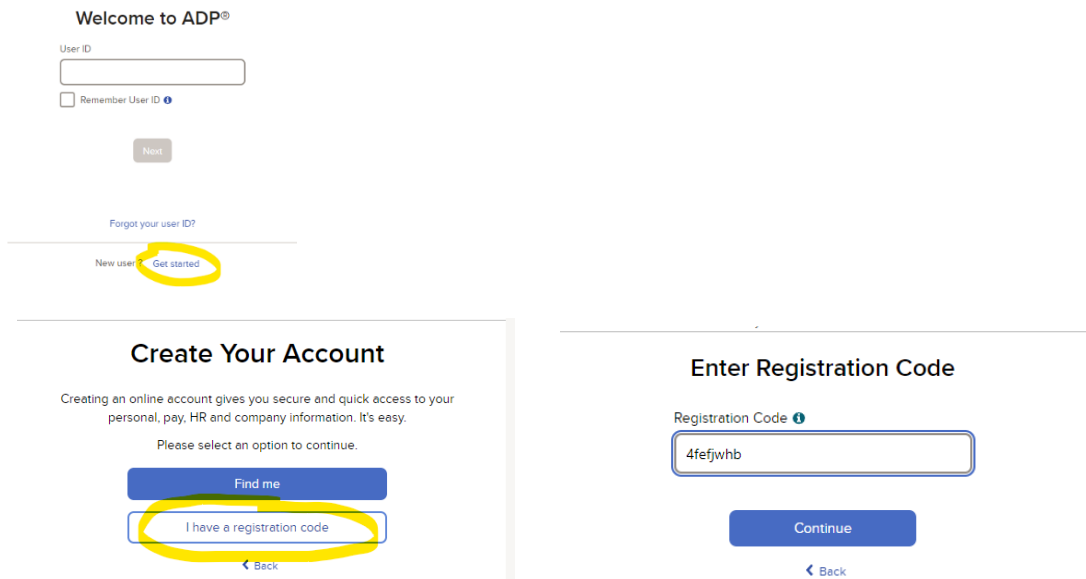 Welcome to ADP®
User ID
Remember User ID
Next
Forgot your user ID?
New user? Get started
Create Your Account
Creating an online account gives you secure and quick access to your
personal, pay, HR and company information. It's easy.
Please select an option to continue.
Find me
I have a registration code
Back
Enter Registration Code
Registration Code
4fefjwhb
Continue
Back